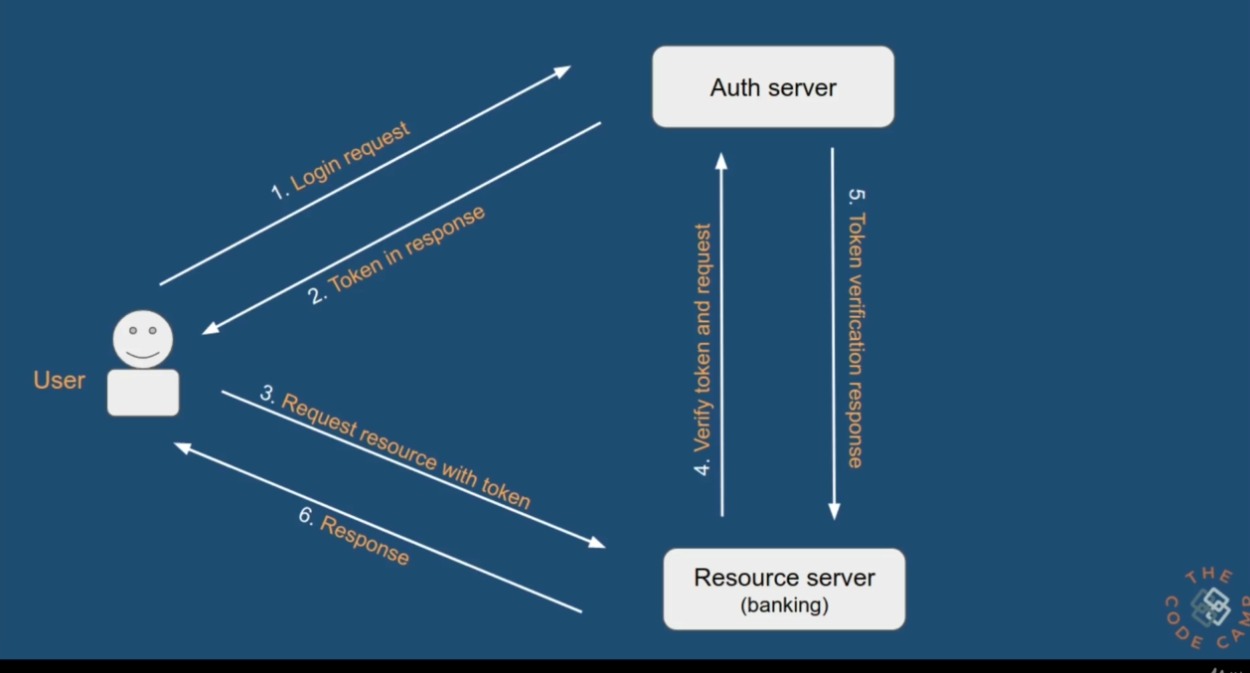 Auth server
1. Login request
2. Token in response
User
3. Request resource with token
4. Verify token and request
5. Token verification response
6. Response
Resource server
(banking)
THE
CODE CAMP